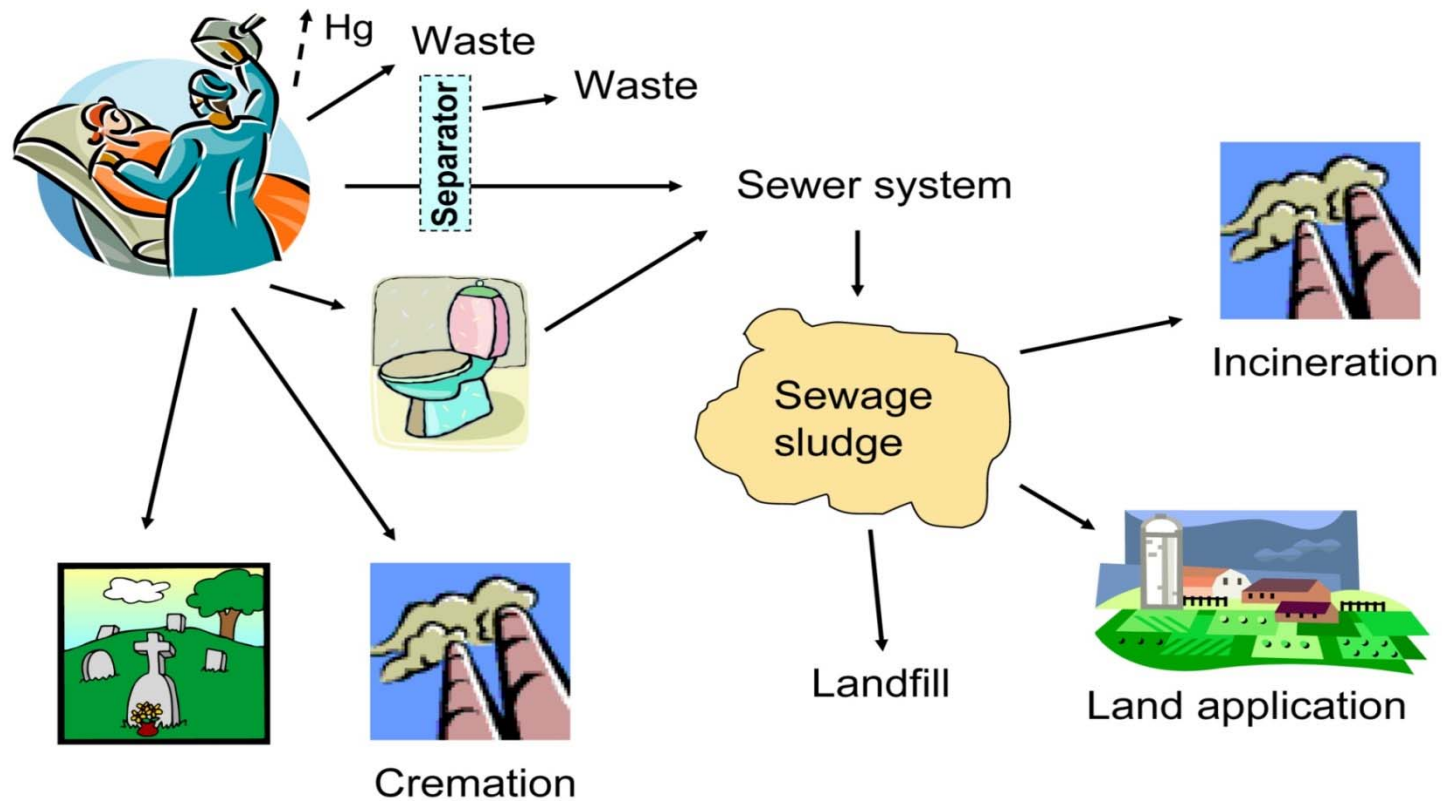 Hg
Waste
Waste
Separator
Sewer system
Incineration
Sewage
sludge
Landfill
Land application
Cremation